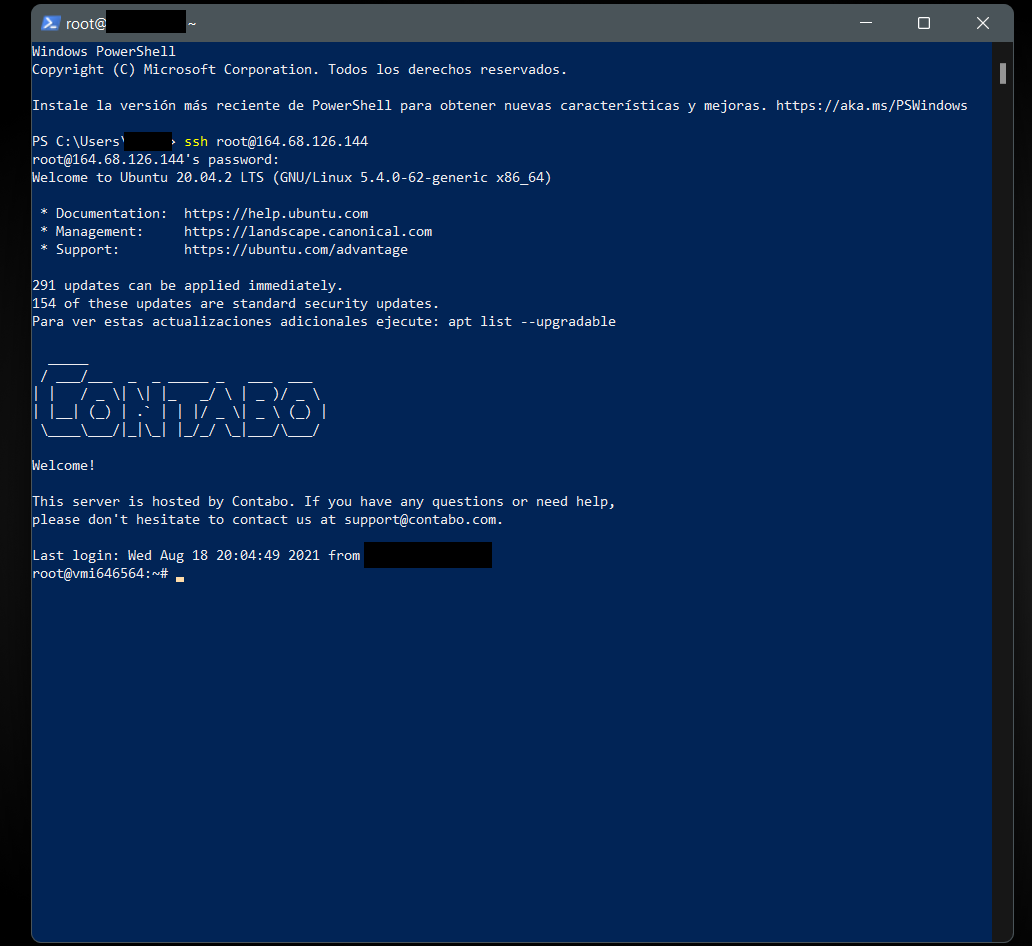 root@ ~
Windows PowerShell
Copyright (C) Microsoft Corporation. Todos los derechos reservados.
Instale la versión más reciente de PowerShell para obtener nuevas características y mejoras. https://aka.ms/PSWindows
PS C:\Users\ > ssh root@164.68.126.144
root@164.68.126.144's password:
Welcome to Ubuntu 20.04.2 LTS (GNU/Linux 5.4.0-62-generic x86_64)
* Documentation:  https://help.ubuntu.com
* Management:     https://landscape.canonical.com
* Support:        https://ubuntu.com/advantage
291 updates can be applied immediately.
154 of these updates are standard security updates.
Para ver estas actualizaciones adicionales ejecute: apt list --upgradable
CONTABO
Welcome!
This server is hosted by Contabo. If you have any questions or need help,
please don't hesitate to contact us at support@contabo.com.
Last login: Wed Aug 18 20:04:49 2021 from
root@vmi646564:~#